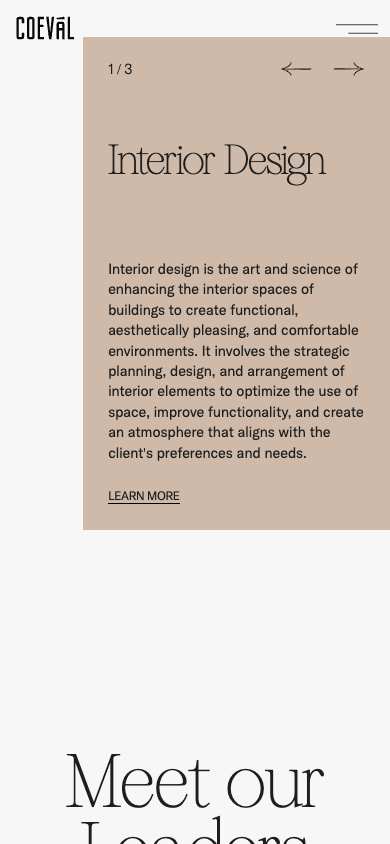 COEVāL
1 / 3
Interior Design
Interior design is the art and science of
enhancing the interior spaces of
buildings to create functional,
aesthetically pleasing, and comfortable
environments. It involves the strategic
planning, design, and arrangement of
interior elements to optimize the use of
space, improve functionality, and create
an atmosphere that aligns with the
client's preferences and needs.
LEARN MORE
Meet our
Leaders